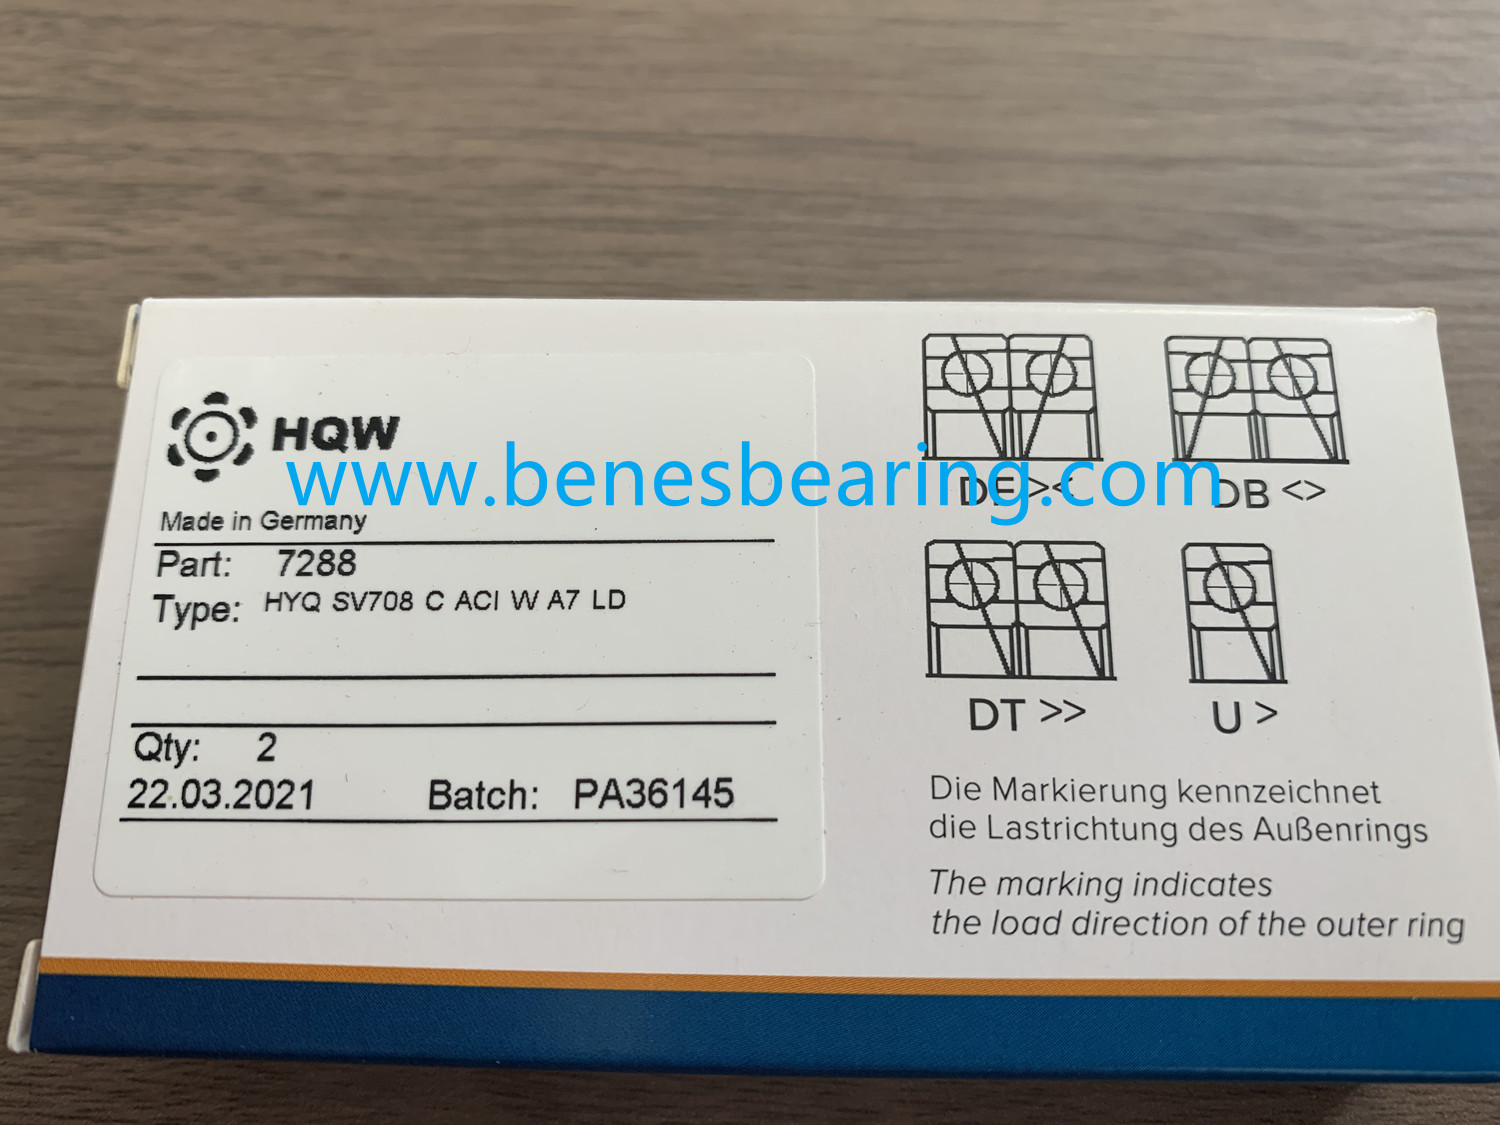 HQW
www.benesbearing.com
Made in Germany
Part: 7288
Type: HYQ SV708 C ACI W A7 LD
Qty: 2
22.03.2021 Batch: PA36145
DF ><
DB <>
DT >>
U >
Die Markierung kennzeichnet
die Lastrichtung des Außenrings
The marking indicates
the load direction of the outer ring